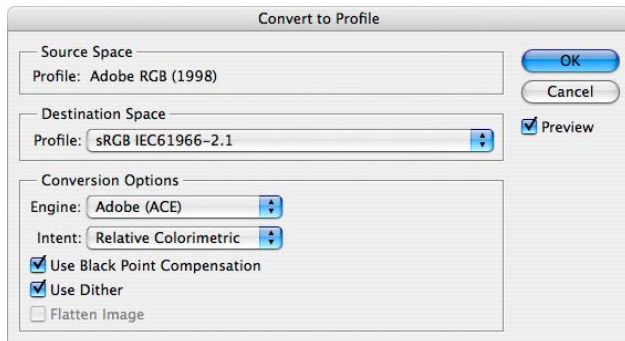 Convert to Profile
Source Space
Profile: Adobe RGB (1998)
Destination Space
Profile: sRGB IEC61966-2.1
Conversion Options
Engine: Adobe (ACE)
Intent: Relative Colorimetric
Use Black Point Compensation
Use Dither
Flatten Image
OK
Cancel
Preview